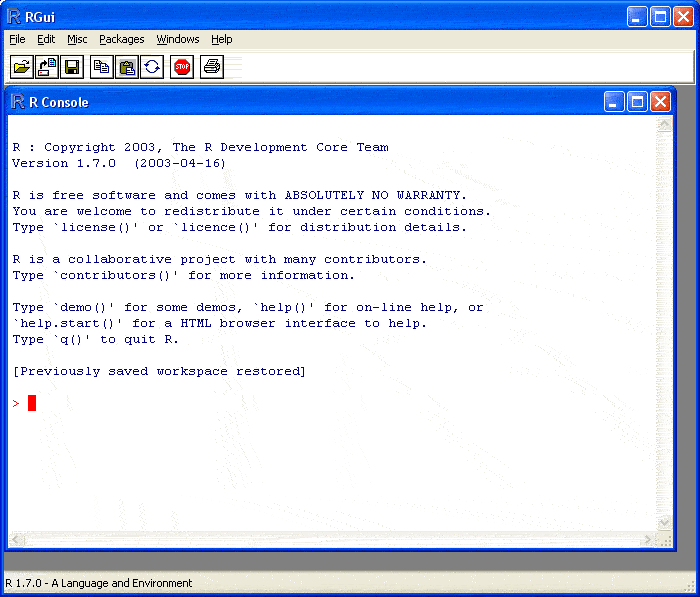 RGui
File Edit Misc Packages Windows Help
STOP
R Console
R : Copyright 2003, The R Development Core Team
Version 1.7.0  (2003-04-16)
R is free software and comes with ABSOLUTELY NO WARRANTY.
You are welcome to redistribute it under certain conditions.
Type `license()' or `licence()' for distribution details.
R is a collaborative project with many contributors.
Type `contributors()' for more information.
Type `demo()' for some demos, `help()' for on-line help, or
`help.start()' for a HTML browser interface to help.
Type `q()' to quit R.
[Previously saved workspace restored]
>
R 1.7.0 - A Language and Environment